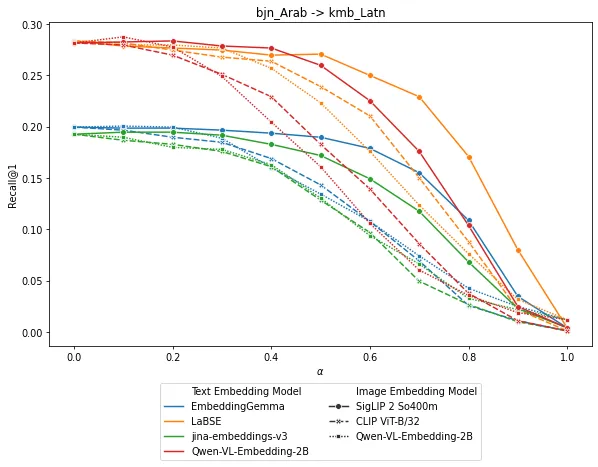 bjn_Arab -> kmb_Latn
Recall@1
0.30
0.25
0.20
0.15
0.10
0.05
0.00
0.0 0.2 0.4 0.6 0.8 1.0
α
Text Embedding Model Image Embedding Model
EmbeddingGemma SigLIP 2 So400m
LaBSE CLIP ViT-B/32
jina-embeddings-v3 Qwen-VL-Embedding-2B
Qwen-VL-Embedding-2B